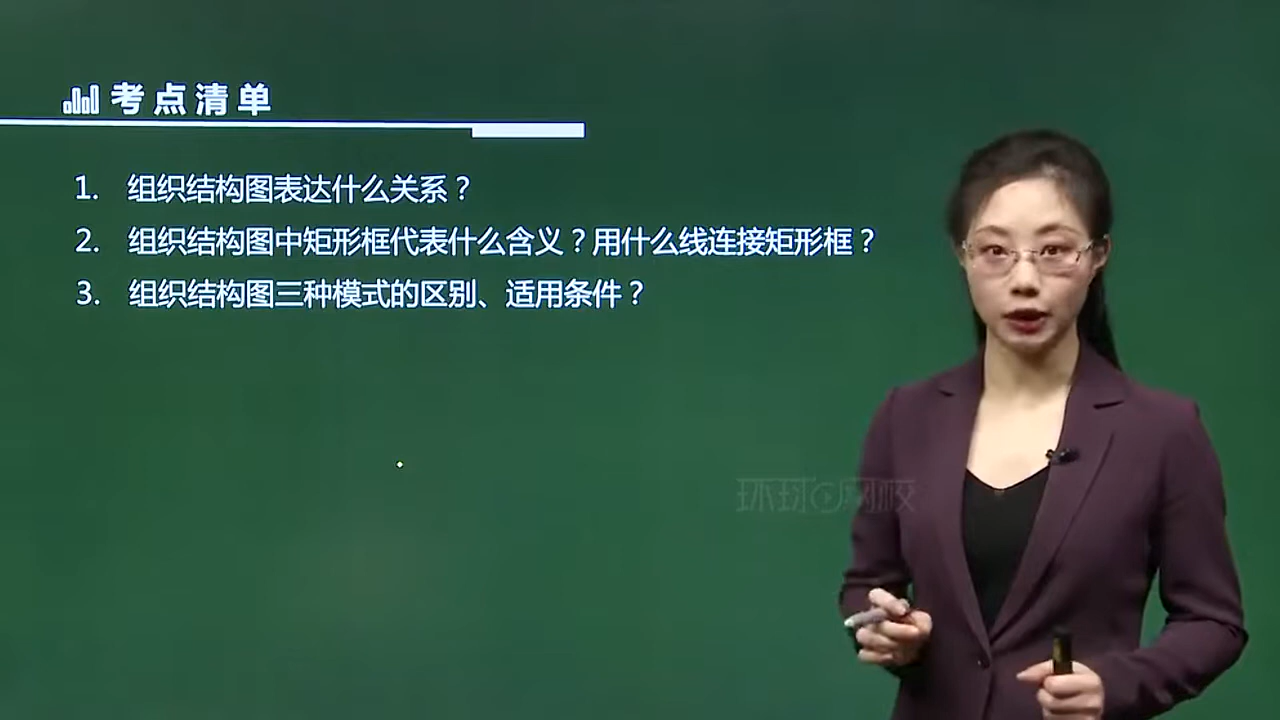 考点清单
1. 组织结构图表达什么关系？
2. 组织结构图中矩形框代表什么含义？用什么线连接矩形框？
3. 组织结构图三种模式的区别、适用条件？
环球网校